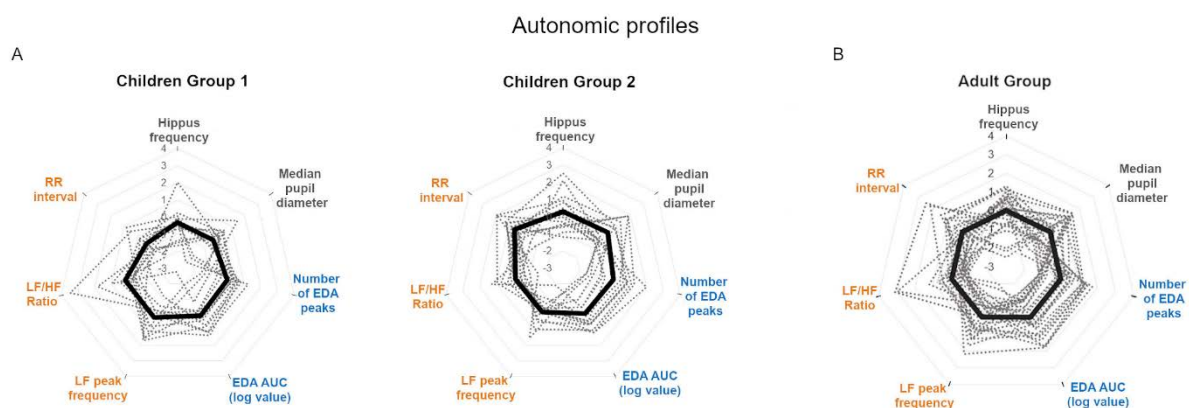 Autonomic profiles
A
Children Group 1
Hippus
frequency
4
3
2
-3
Median
pupil
diameter
Number
of EDA
peaks
EDA AUC
(log value)
LF peak
frequency
LF/HF
Ratio
RR
interval
Children Group 2
Hippus
frequency
4
3
2
-2
-3
Median
pupil
diameter
Number
of EDA
peaks
EDA AUC
(log value)
LF peak
frequency
LF/HF
Ratio
RR
interval
B
Adult Group
Hippus
frequency
4
3
2
1
-3
Median
pupil
diameter
Number
of EDA
peaks
EDA AUC
(log value)
LF peak
frequency
LF/HF
Ratio
RR
interval